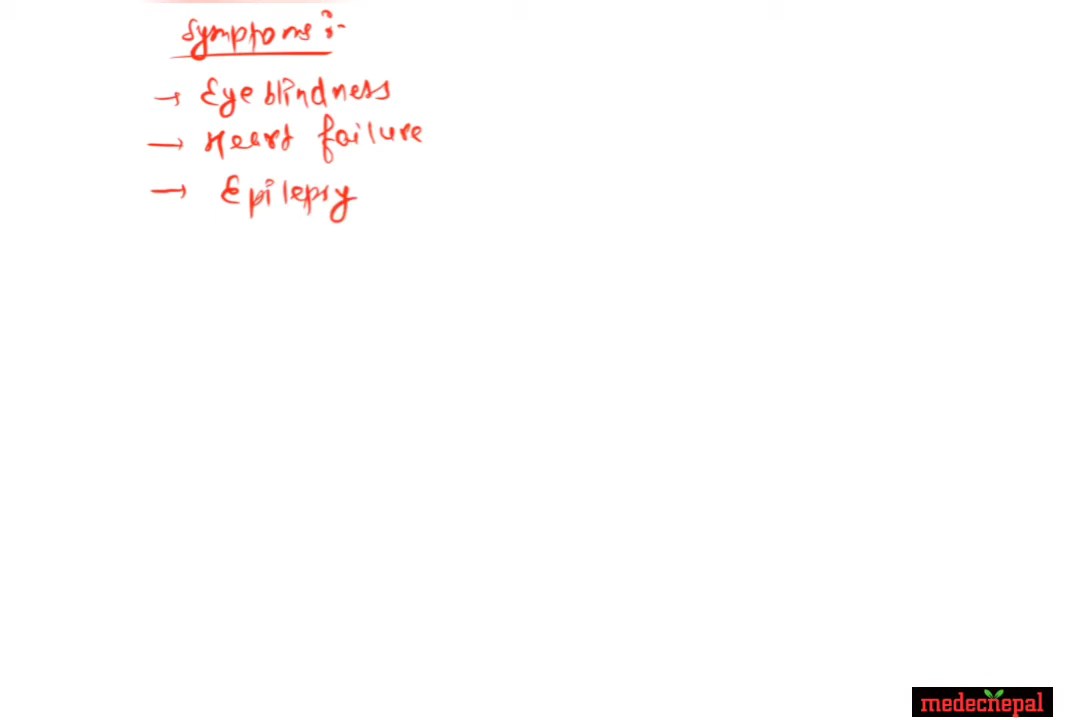 Symptoms :-
→ Eye blindness
→ Heart failure
→ Epilepsy
medecnepal